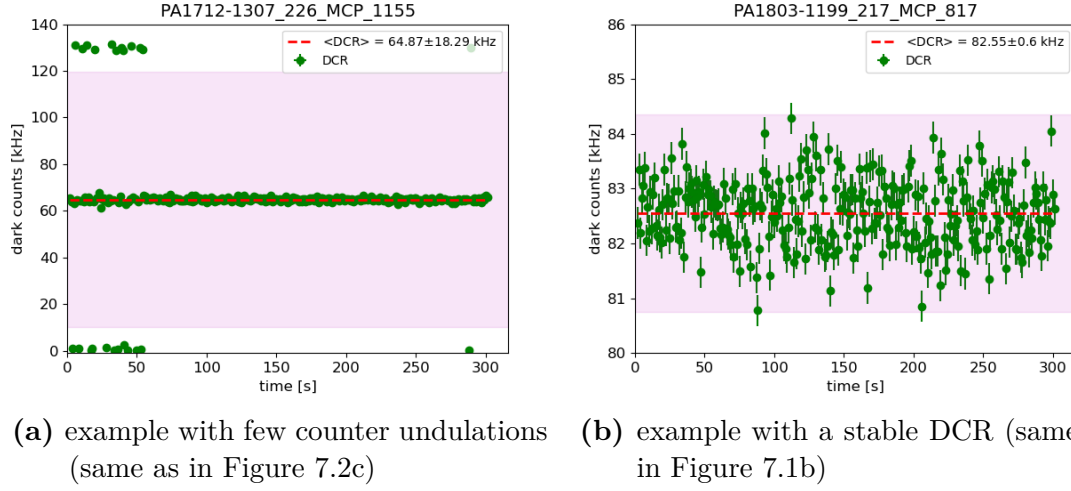 PA1712-1307_226_MCP_1155
140
120
100
80
60
40
20
0
dark counts [kHz]
<DCR> = 64.87±18.29 kHz
DCR
0 50 100 150 200 250 300
time [s]
PA1803-1199_217_MCP_817
86
85
84
83
82
81
80
dark counts [kHz]
<DCR> = 82.55±0.6 kHz
DCR
0 50 100 150 200 250 300
time [s]
(a) example with few counter undulations
(same as in Figure 7.2c)
(b) example with a stable DCR (same
in Figure 7.1b)